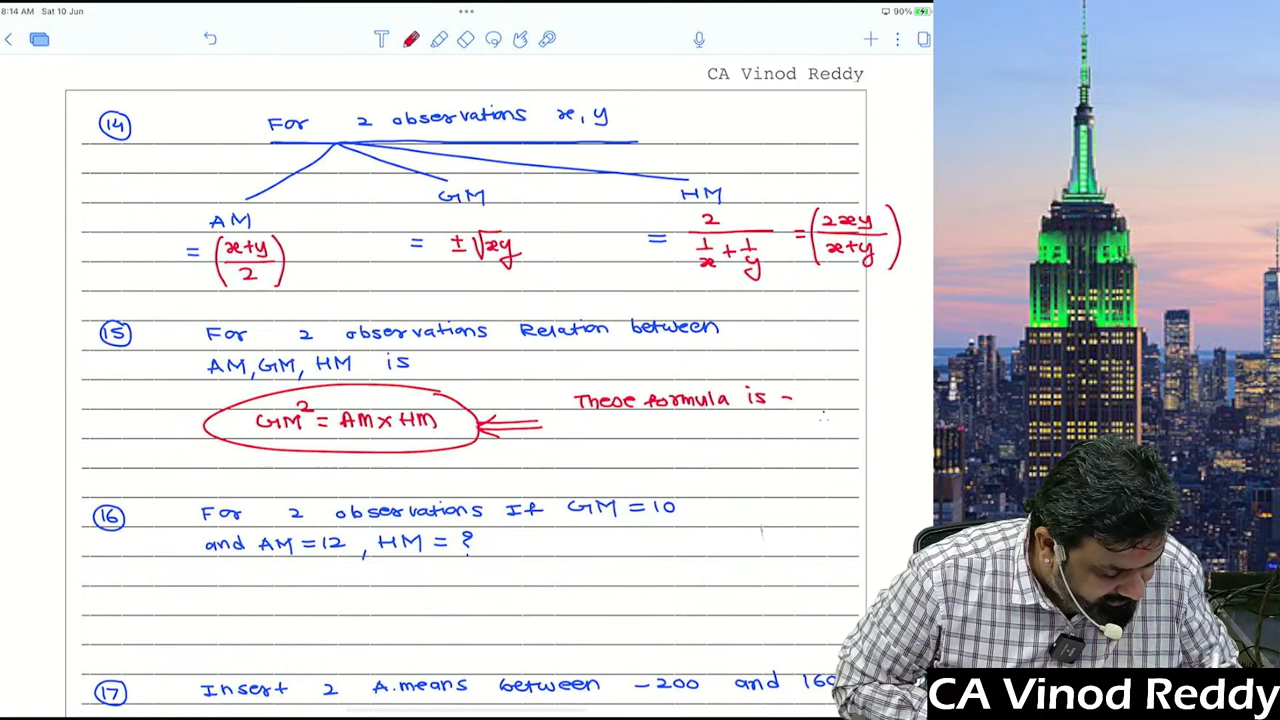 8:14 AM Sat 10 Jun
90%
T
CA Vinod Reddy
14 For 2 observations x, y
AM GM HM
= (x+y/2) = ± √xy = 2/(1/x + 1/y) = (2xy/x+y)
15 For 2 observations Relation between
AM, GM, HM is
GM² = AM × HM
These formula is -
16 For 2 observations If GM = 10
and AM = 12 , HM = ?
17 Insert 2 A.means between -200 and 160
CA Vinod Reddy